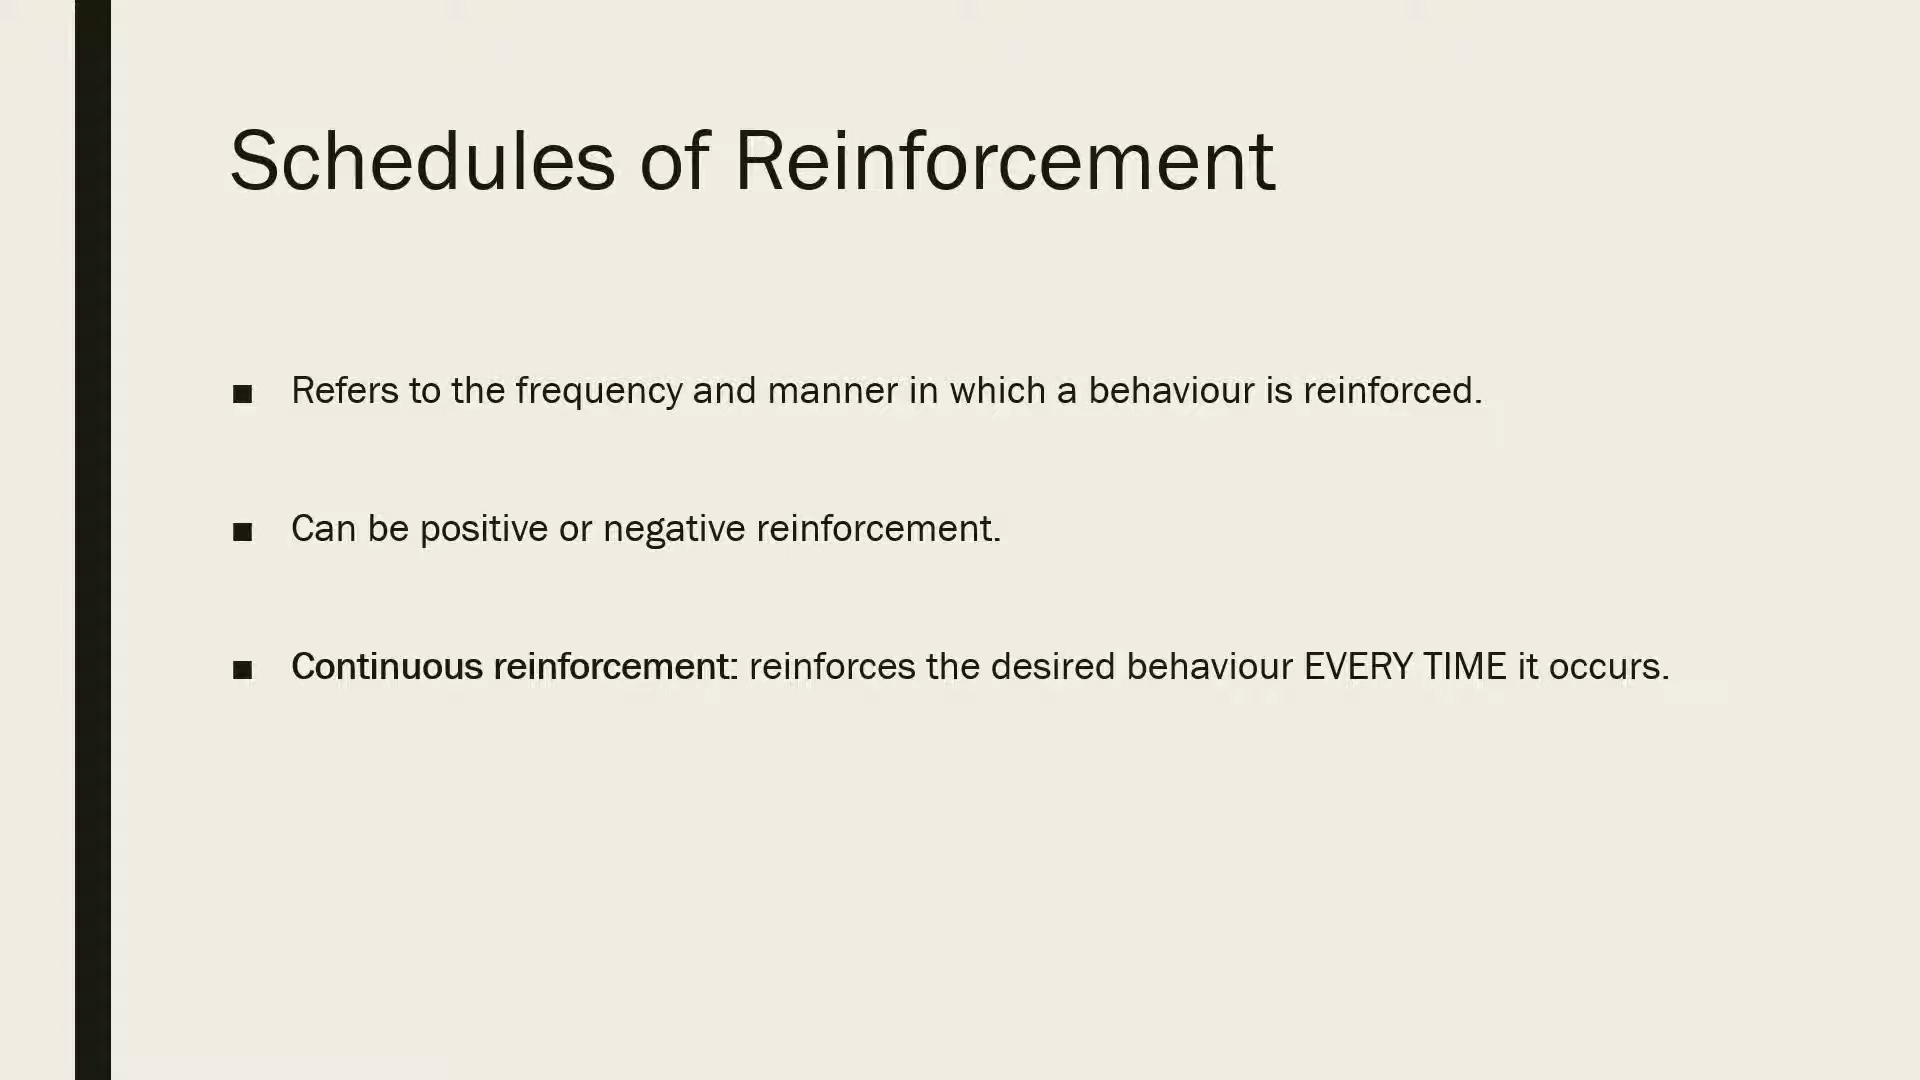 Schedules of Reinforcement
■ Refers to the frequency and manner in which a behaviour is reinforced.
■ Can be positive or negative reinforcement.
■ Continuous reinforcement: reinforces the desired behaviour EVERY TIME it occurs.